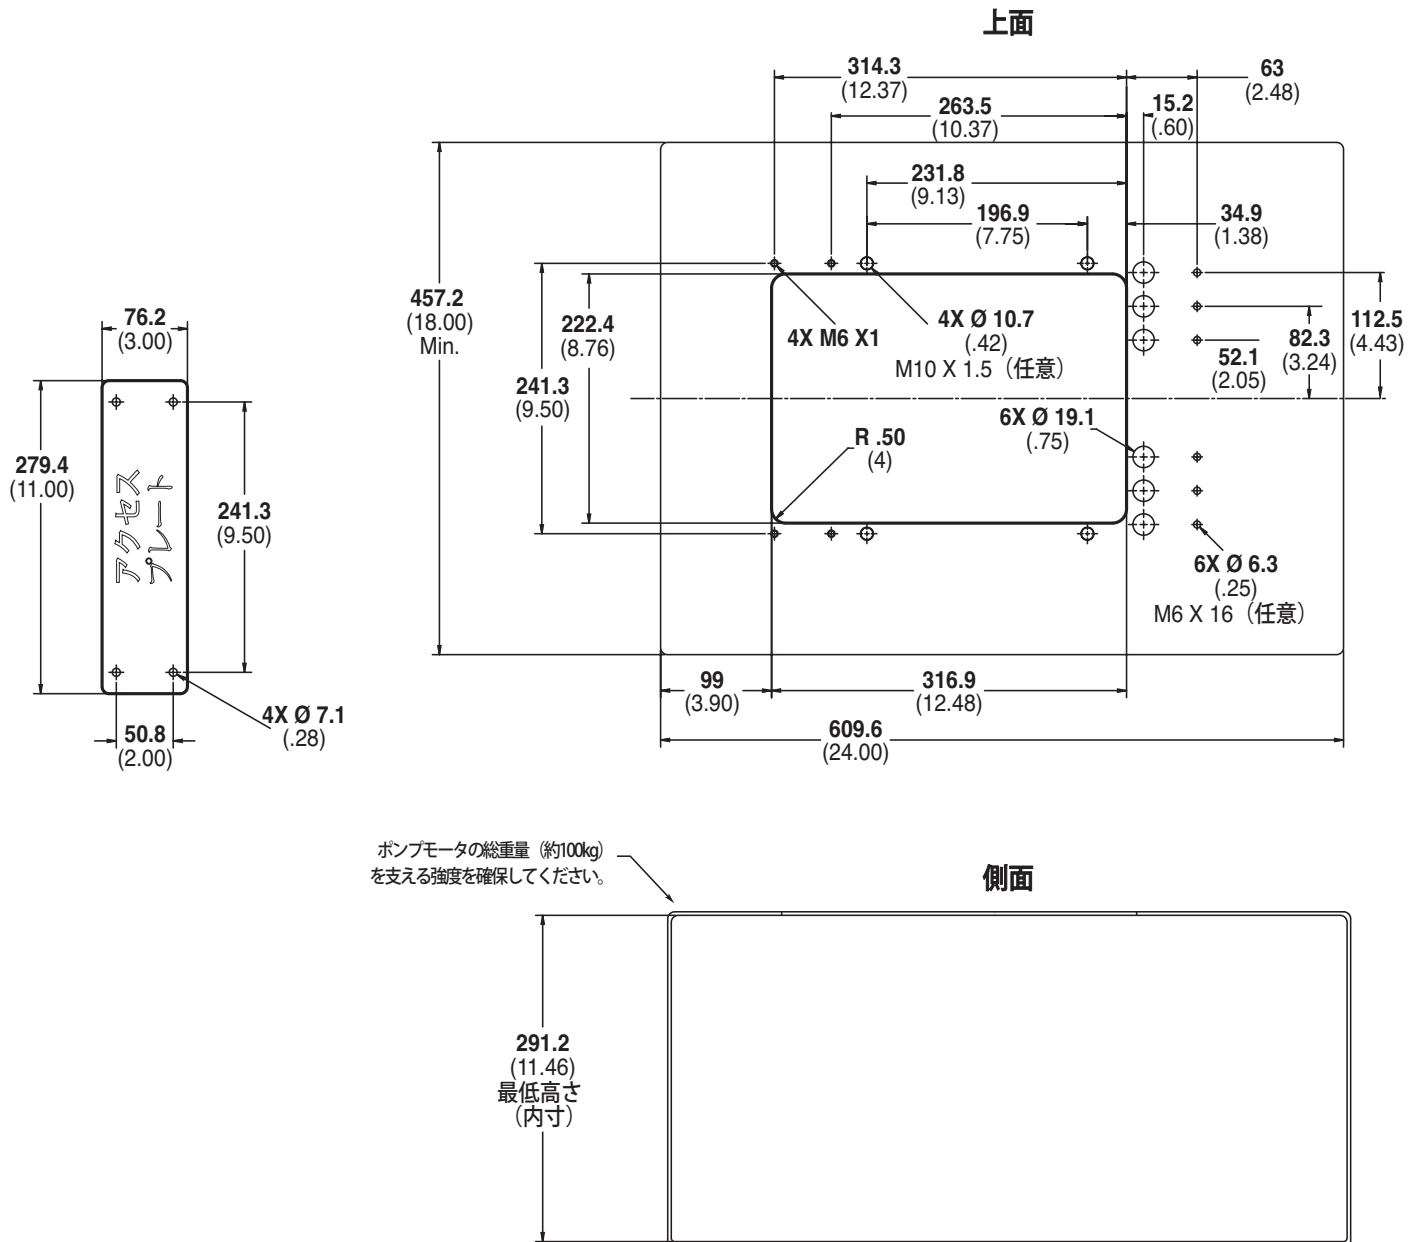 上面
314.3
(12.37)
63
(2.48)
263.5
(10.37)
15.2
(.60)
231.8
(9.13)
196.9
(7.75)
34.9
(1.38)
457.2
(18.00)
Min.
222.4
(8.76)
241.3
(9.50)
4X M6 X1
4X Ø 10.7
(.42)
M10 X 1.5（任意）
112.5
(4.43)
82.3
(3.24)
52.1
(2.05)
6X Ø 19.1
(.75)
R .50
(4)
6X Ø 6.3
(.25)
M6 X 16（任意）
99
(3.90)
316.9
(12.48)
609.6
(24.00)
76.2
(3.00)
279.4
(11.00)
アクセス
プレート
241.3
(9.50)
4X Ø 7.1
(.28)
50.8
(2.00)
ポンプモータの総重量（約100kg）
を支える強度を確保してください。
側面
291.2
(11.46)
最低高さ
（内寸）